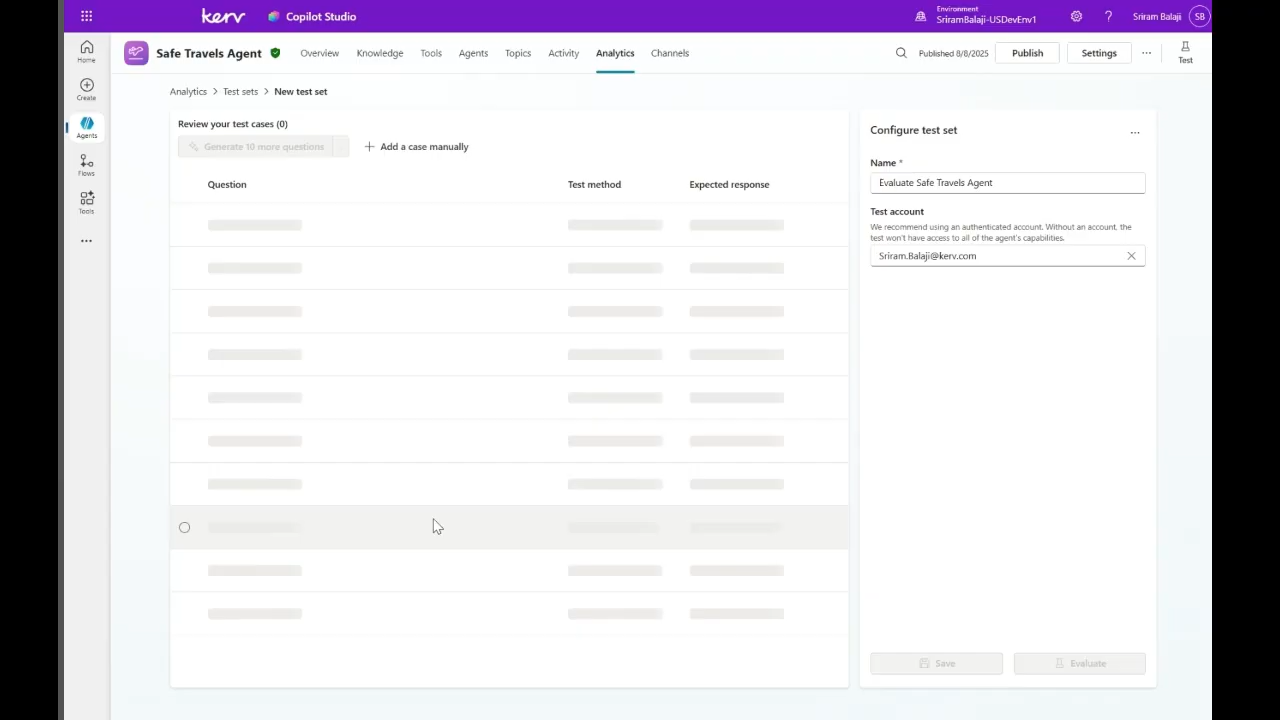 kerv
Copilot Studio
Environment
SriramBalaji-USDevEnv1
?
Sriram Balaji
SB
Home
Create
Agents
Flows
Tools
Safe Travels Agent
Overview
Knowledge
Tools
Agents
Topics
Activity
Analytics
Channels
Published 8/8/2025
Publish
Settings
Test
Analytics > Test sets > New test set
Review your test cases (0)
Generate 10 more questions
+ Add a case manually
Question
Test method
Expected response
Configure test set
Name *
Evaluate Safe Travels Agent
Test account
We recommend using an authenticated account. Without an account, the
test won't have access to all of the agent's capabilities.
Sriram.Balaji@kerv.com
Save
Evaluate